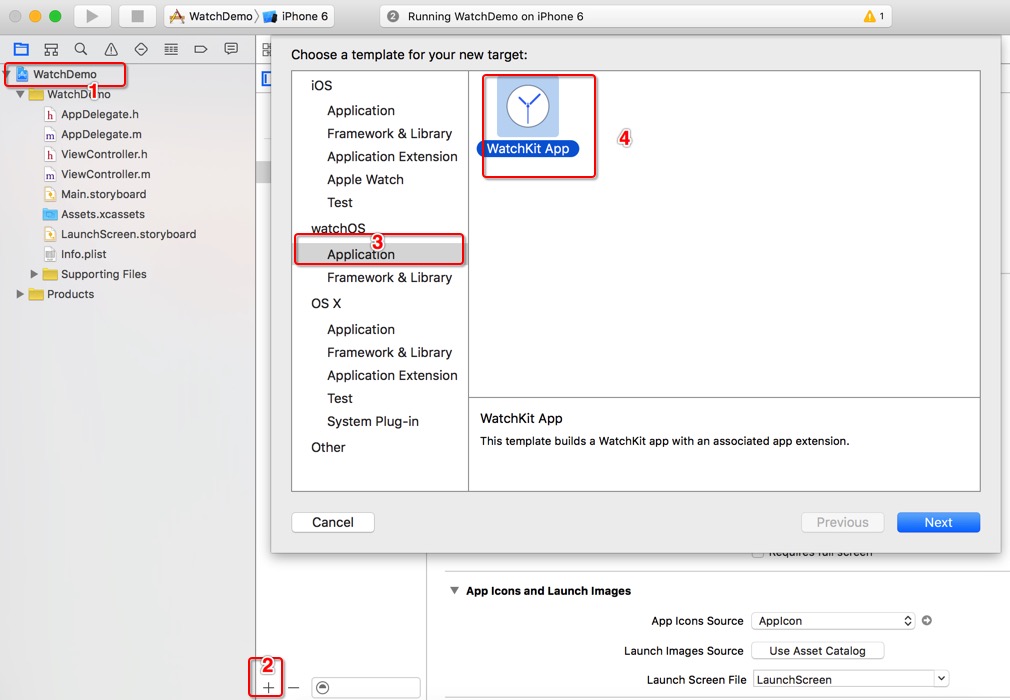 WatchDemo
iPhone 6
2 Running WatchDemo on iPhone 6
1
WatchDemo
1
WatchDemo
h AppDelegate.h
m AppDelegate.m
h ViewController.h
m ViewController.m
Main.storyboard
Assets.xcassets
LaunchScreen.storyboard
Info.plist
Supporting Files
Products
Choose a template for your new target:
iOS
Application
Framework & Library
Application Extension
Apple Watch
Test
watchOS
3
Application
Framework & Library
OS X
Application
Framework & Library
Application Extension
Test
System Plug-in
Other
WatchKit App
4
WatchKit App
This template builds a WatchKit app with an associated app extension.
Cancel
Previous
Next
Requires full screen
App Icons and Launch Images
App Icons Source AppIcon
Launch Images Source Use Asset Catalog
Launch Screen File LaunchScreen
2